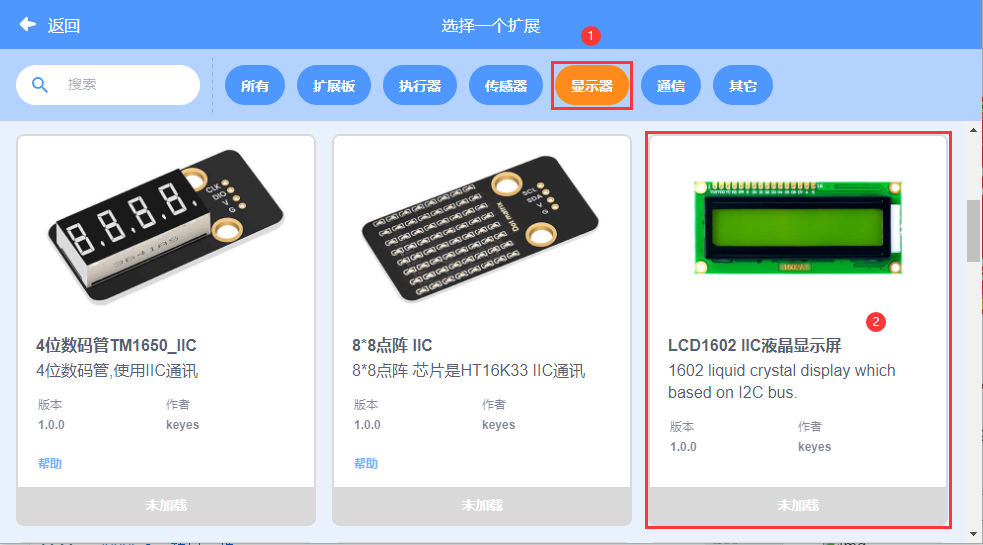 返回
选择一个扩展
1
搜索
所有
扩展板
执行器
传感器
显示器
通信
其它
CLK
DIO
V
G
3641AS
4位数码管TM1650_IIC
4位数码管,使用IIC通讯
版本
作者
1.0.0
keyes
帮助
未加载
SCL
SDA
V
G
Dot matrix
8*8点阵 IIC
8*8点阵 芯片是HT16K33 IIC通讯
版本
作者
1.0.0
keyes
帮助
未加载
2
LCD1602 IIC液晶显示屏
1602 liquid crystal display which
based on I2C bus.
版本
作者
1.0.0
keyes
未加载